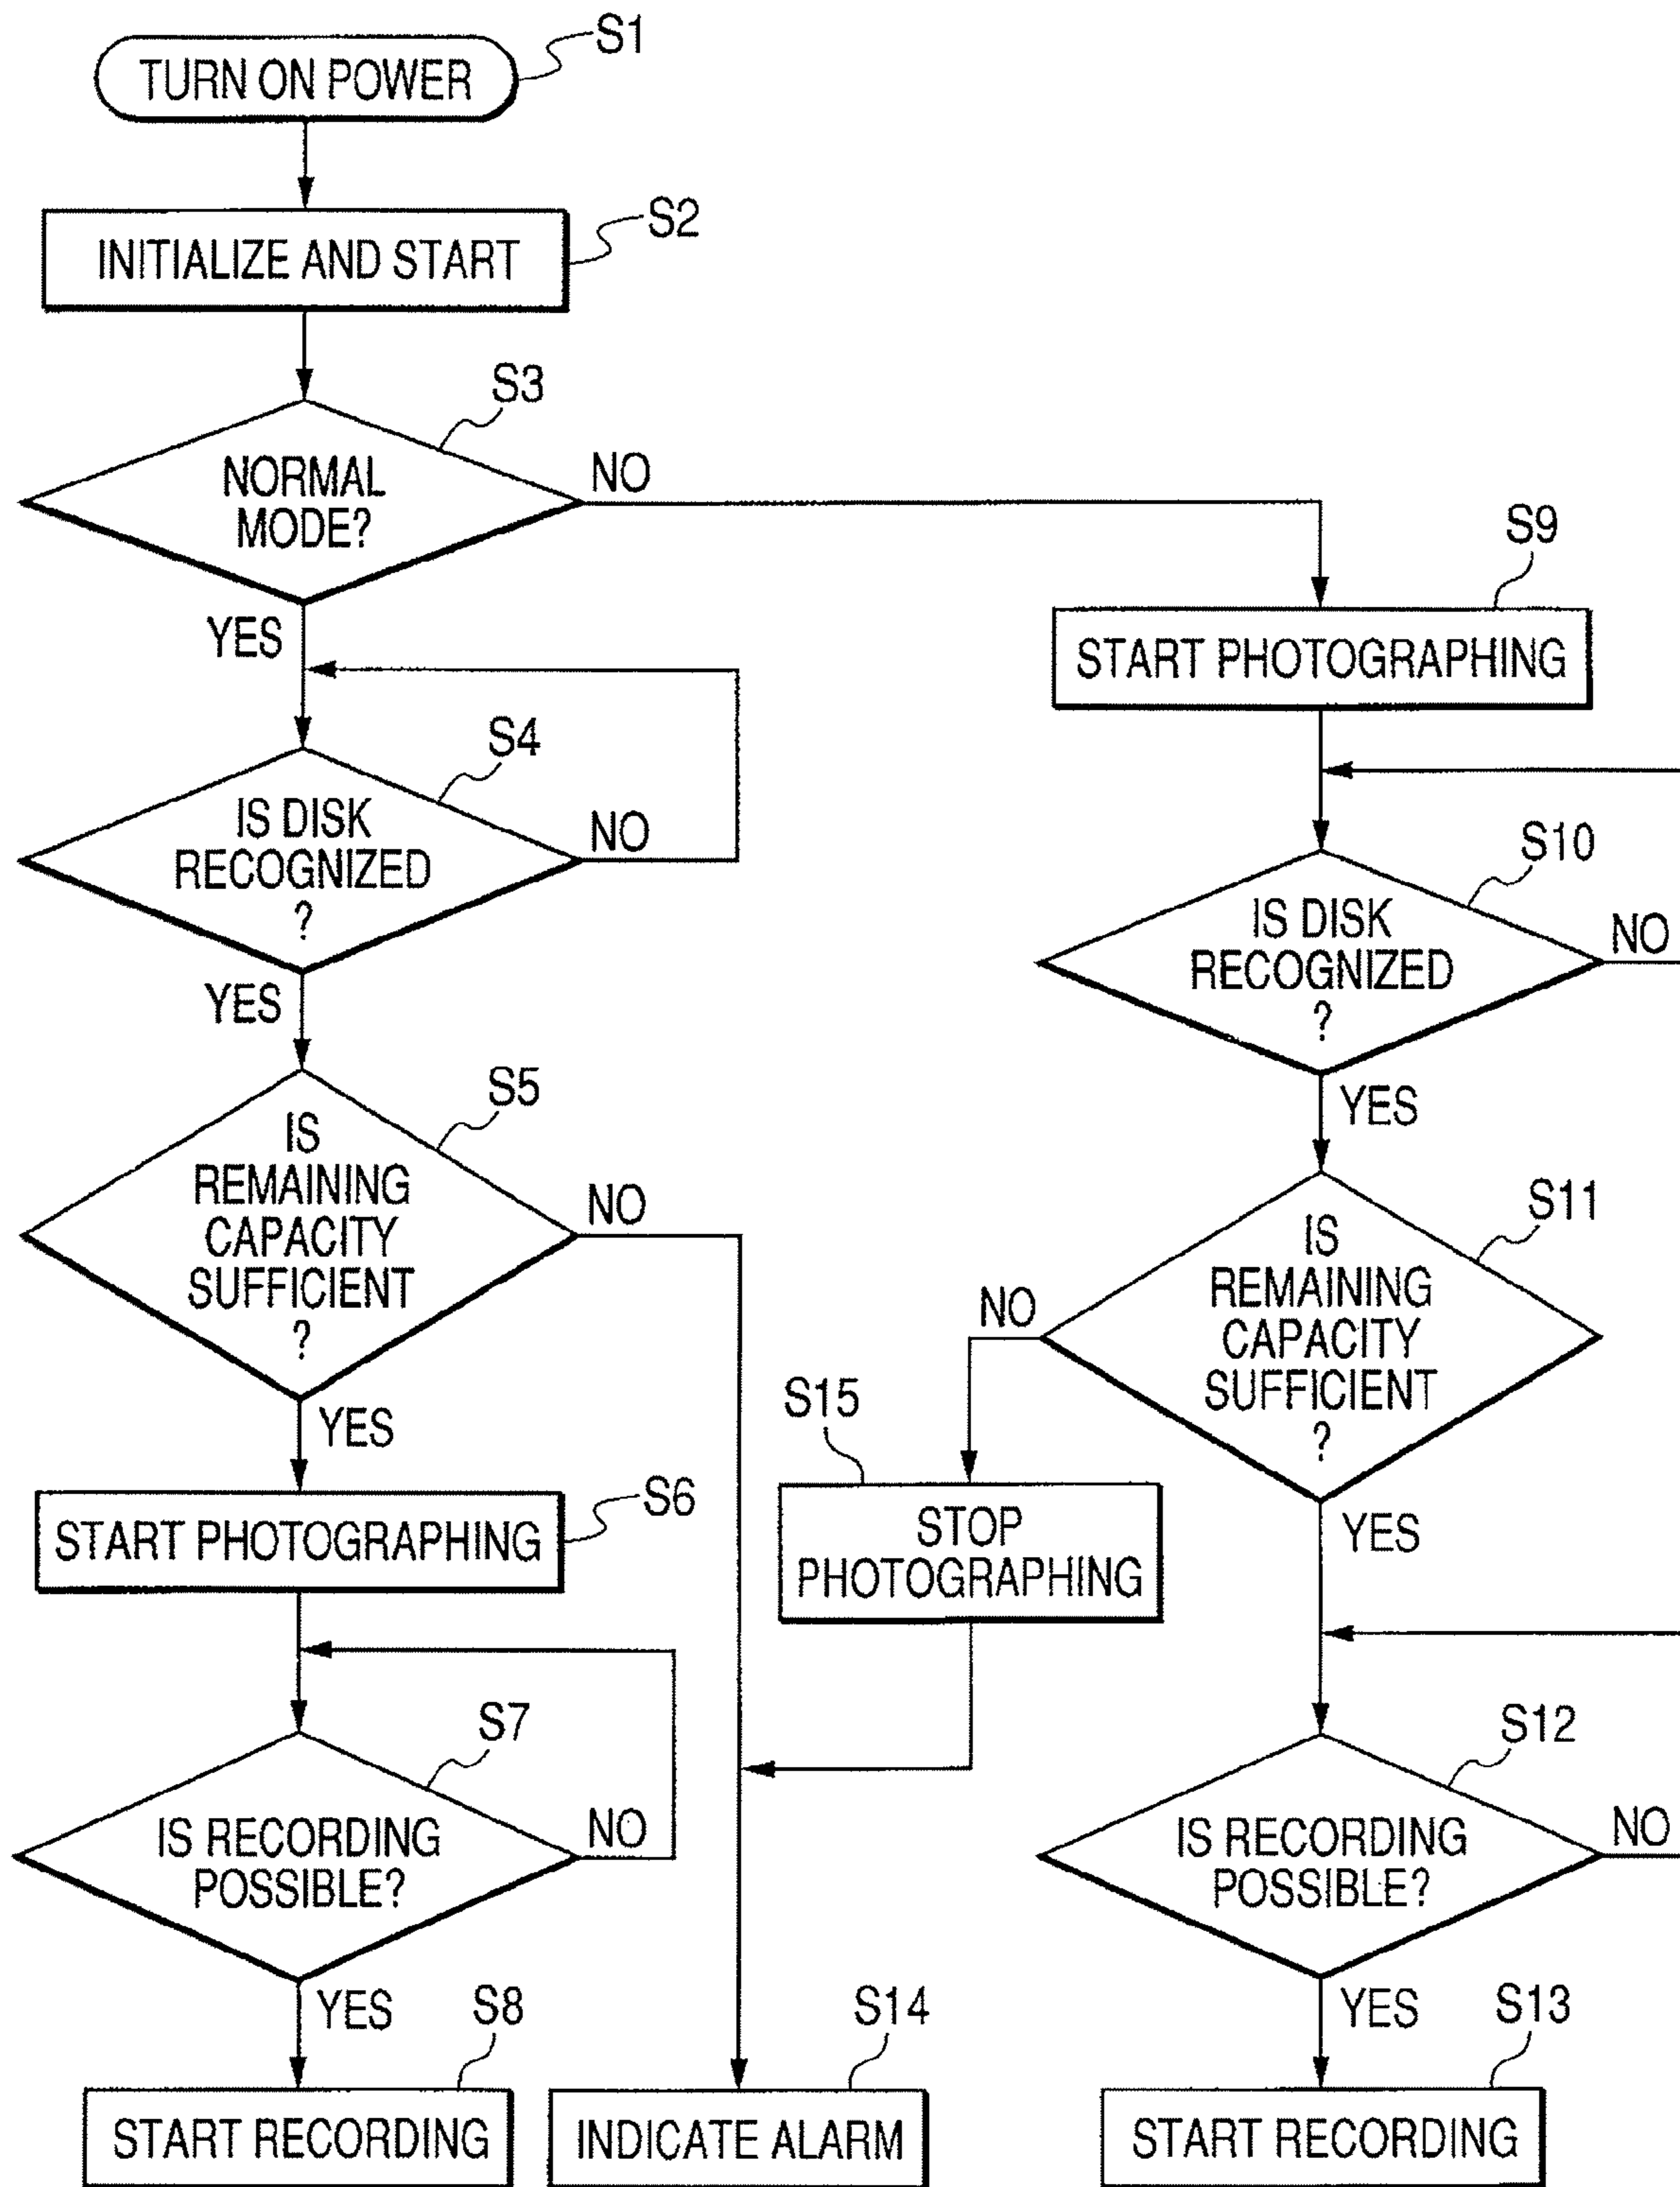 S1
TURN ON POWER
S2
INITIALIZE AND START
S3
NORMAL
MODE?
NO
YES
S4
IS DISK
RECOGNIZED
?
NO
YES
S5
IS
REMAINING
CAPACITY
SUFFICIENT
?
NO
YES
S6
START PHOTOGRAPHING
S7
IS RECORDING
POSSIBLE?
NO
YES
S8
START RECORDING
S9
START PHOTOGRAPHING
S10
IS DISK
RECOGNIZED
?
NO
YES
S11
IS
REMAINING
CAPACITY
SUFFICIENT
?
NO
YES
S15
STOP
PHOTOGRAPHING
S12
IS RECORDING
POSSIBLE?
NO
YES
S14
INDICATE ALARM
S13
START RECORDING